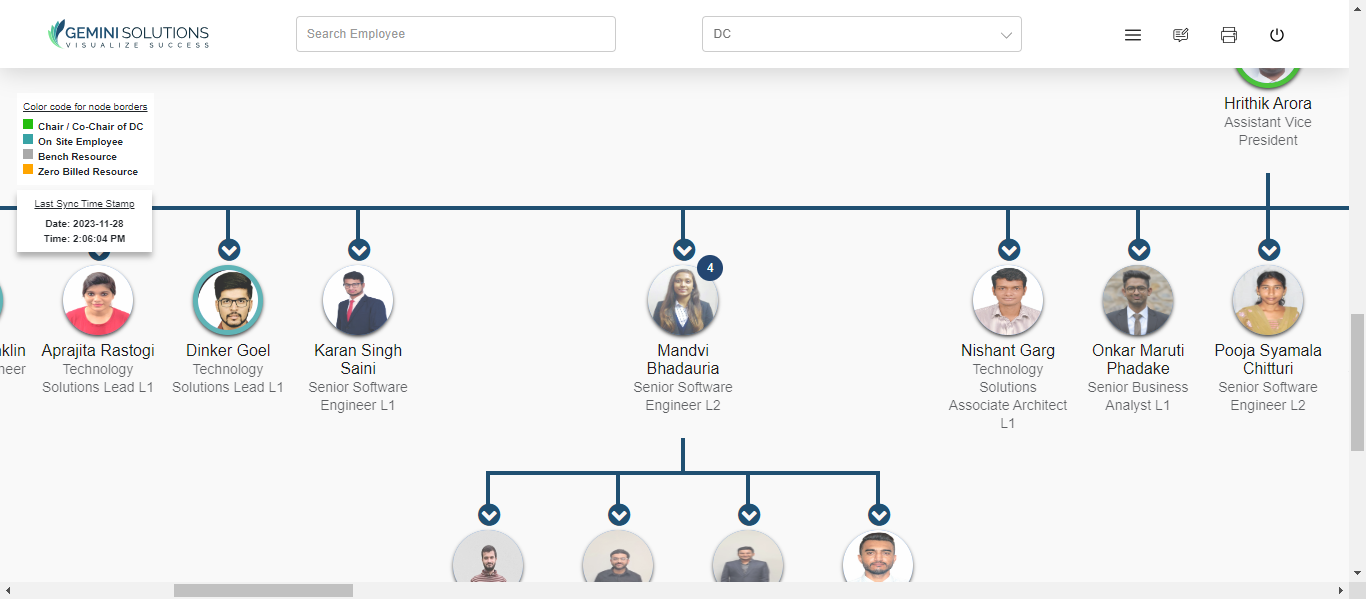 GEMINI SOLUTIONS
VISUALIZE SUCCESS
Search Employee
DC
Hrithik Arora
Assistant Vice
President
Color code for node borders
Chair / Co-Chair of DC
On Site Employee
Bench Resource
Zero Billed Resource
Last Sync Time Stamp
Date: 2023-11-28
Time: 2:06:04 PM
4
klin
neer
Aprajita Rastogi
Technology
Solutions Lead L1
Dinker Goel
Technology
Solutions Lead L1
Karan Singh
Saini
Senior Software
Engineer L1
Mandvi
Bhadauria
Senior Software
Engineer L2
Nishant Garg
Technology
Solutions
Associate Architect
L1
Onkar Maruti
Phadake
Senior Business
Analyst L1
Pooja Syamala
Chitturi
Senior Software
Engineer L2